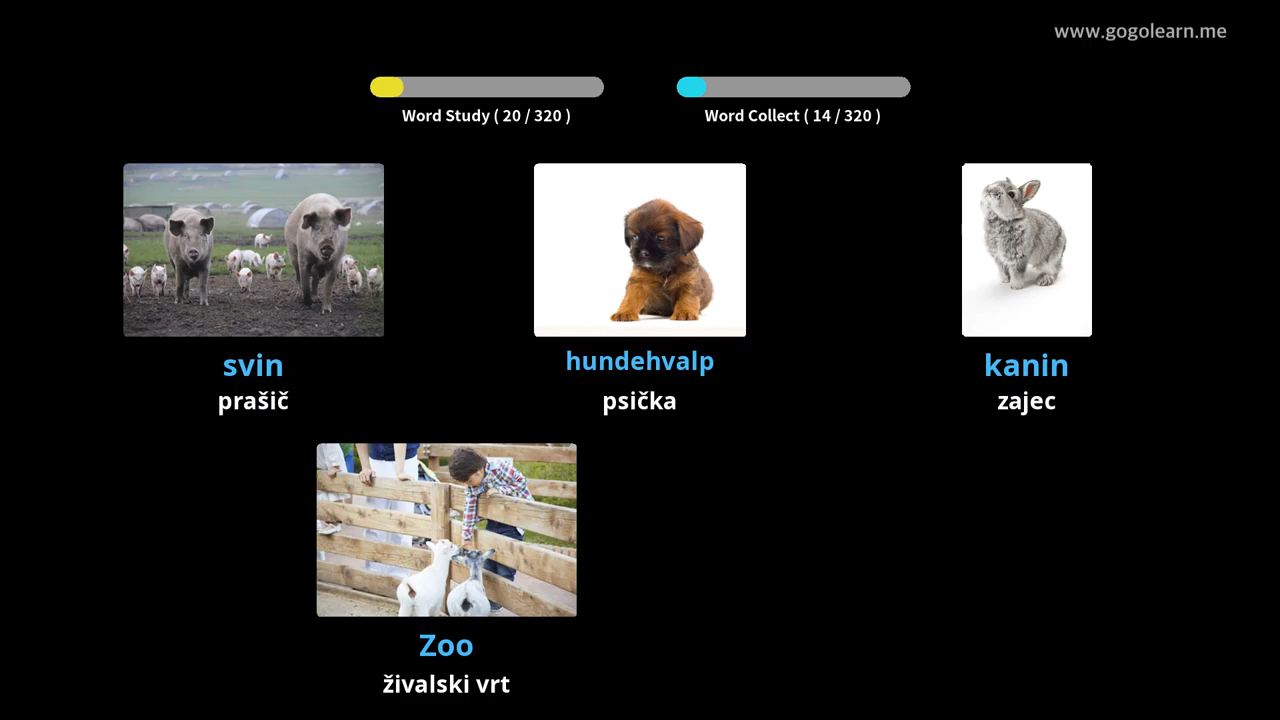 www.gogolearn.me
Word Study ( 20 / 320 )
Word Collect ( 14 / 320 )
svin
hundehvalp
kanin
prašič
psička
zajec
Zoo
živalski vrt